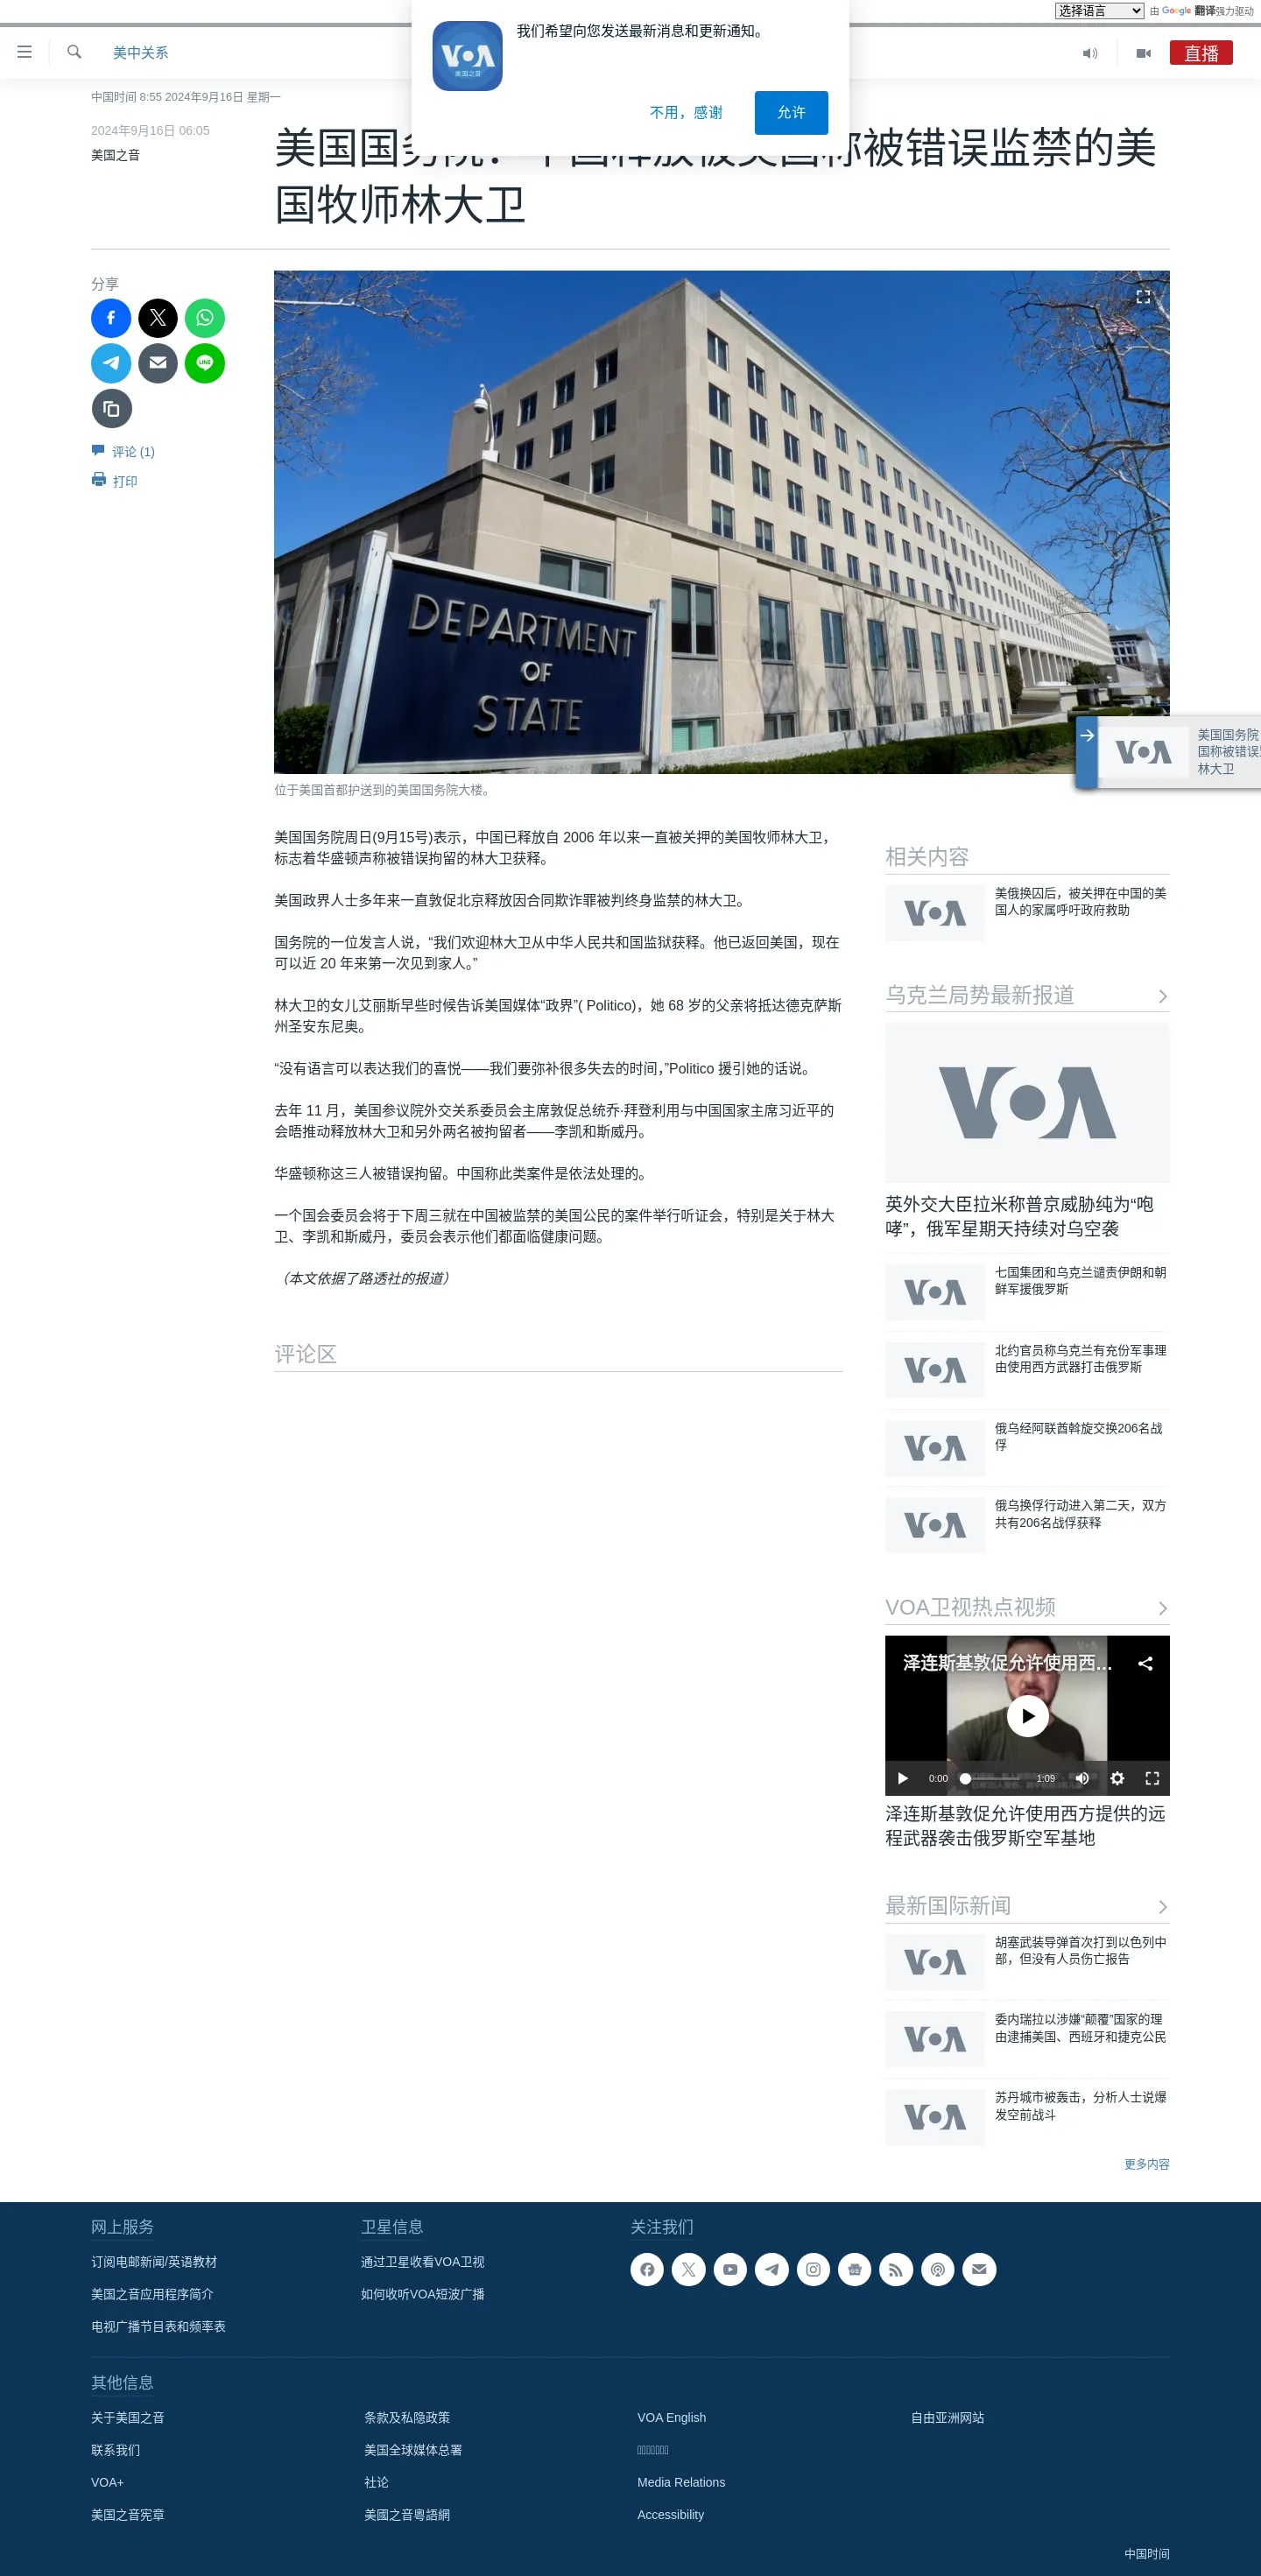 选择语言
由 Google 翻译强力驱动
我们希望向您发送最新消息和更新通知。
VOA
美国之音
不用，感谢
允许
美中关系
直播
中国时间 8:55 2024年9月16日 星期一
2024年9月16日 06:05
美国之音
美国国务院：中国释放被美国称被错误监禁的美
国牧师林大卫
分享
LINE
评论 (1)
打印
DEPARTMENT
OF
STATE
位于美国首都护送到的美国国务院大楼。
VOA
美国国务院
国称被错误
林大卫
美国国务院周日(9月15号)表示，中国已释放自 2006 年以来一直被关押的美国牧师林大卫，
标志着华盛顿声称被错误拘留的林大卫获释。
美国政界人士多年来一直敦促北京释放因合同欺诈罪被判终身监禁的林大卫。
国务院的一位发言人说，“我们欢迎林大卫从中华人民共和国监狱获释。他已返回美国，现在
可以近 20 年来第一次见到家人。”
林大卫的女儿艾丽斯早些时候告诉美国媒体“政界”( Politico)，她 68 岁的父亲将抵达德克萨斯
州圣安东尼奥。
“没有语言可以表达我们的喜悦——我们要弥补很多失去的时间，”Politico 援引她的话说。
去年 11 月，美国参议院外交关系委员会主席敦促总统乔·拜登利用与中国国家主席习近平的
会晤推动释放林大卫和另外两名被拘留者——李凯和斯威丹。
华盛顿称这三人被错误拘留。中国称此类案件是依法处理的。
一个国会委员会将于下周三就在中国被监禁的美国公民的案件举行听证会，特别是关于林大
卫、李凯和斯威丹，委员会表示他们都面临健康问题。
（本文依据了路透社的报道）
评论区
相关内容
VOA
美俄换囚后，被关押在中国的美
国人的家属呼吁政府救助
乌克兰局势最新报道
VOA
英外交大臣拉米称普京威胁纯为“咆
哮”，俄军星期天持续对乌空袭
VOA
七国集团和乌克兰谴责伊朗和朝
鲜军援俄罗斯
VOA
北约官员称乌克兰有充份军事理
由使用西方武器打击俄罗斯
VOA
俄乌经阿联酋斡旋交换206名战
俘
VOA
俄乌换俘行动进入第二天，双方
共有206名战俘获释
VOA卫视热点视频
泽连斯基敦促允许使用西...
0:00
1:09
泽连斯基敦促允许使用西方提供的远
程武器袭击俄罗斯空军基地
最新国际新闻
VOA
胡塞武装导弹首次打到以色列中
部，但没有人员伤亡报告
VOA
委内瑞拉以涉嫌“颠覆”国家的理
由逮捕美国、西班牙和捷克公民
VOA
苏丹城市被轰击，分析人士说爆
发空前战斗
更多内容
网上服务
订阅电邮新闻/英语教材
美国之音应用程序简介
电视广播节目表和频率表
卫星信息
通过卫星收看VOA卫视
如何收听VOA短波广播
关注我们
其他信息
关于美国之音
联系我们
VOA+
美国之音宪章
条款及私隐政策
美国全球媒体总署
社论
美國之音粵語網
VOA English
Media Relations
Accessibility
自由亚洲网站
中国时间